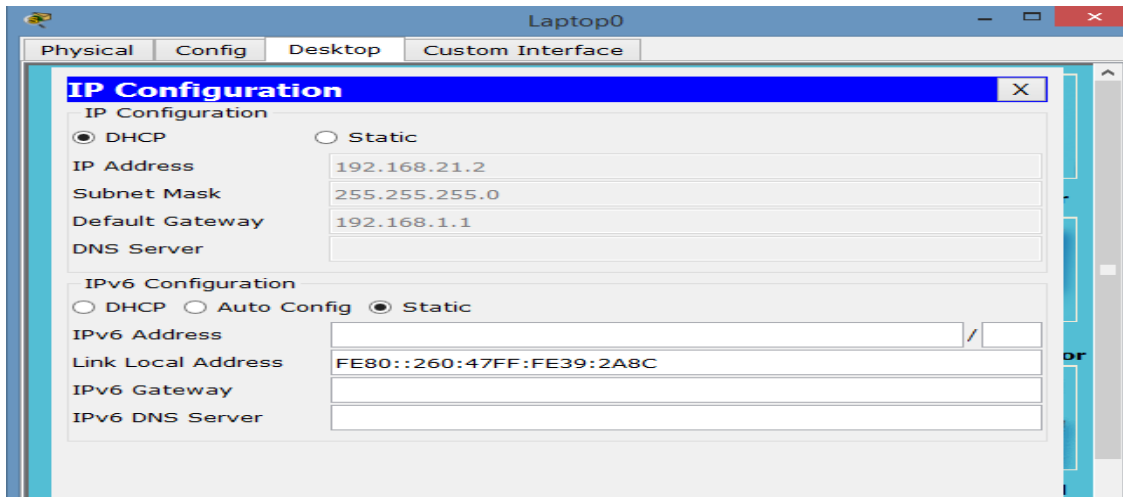 Laptop0
Physical Config Desktop Custom Interface
IP Configuration X
IP Configuration
DHCP Static
IP Address 192.168.21.2
Subnet Mask 255.255.255.0
Default Gateway 192.168.1.1
DNS Server
IPv6 Configuration
DHCP Auto Config Static
IPv6 Address /
Link Local Address FE80::260:47FF:FE39:2A8C
IPv6 Gateway
IPv6 DNS Server
or